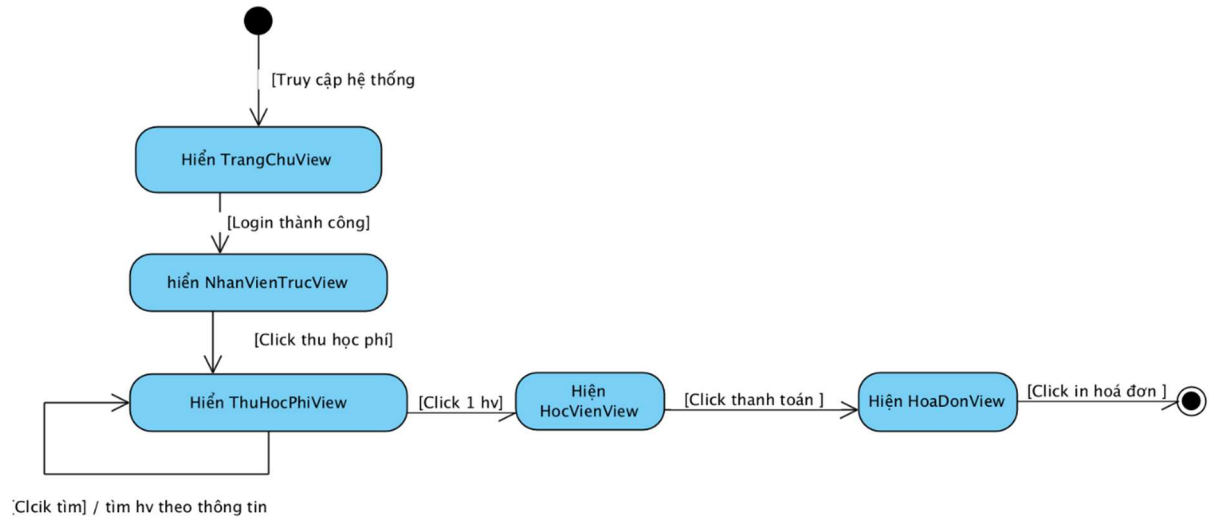 [Truy cập hệ thống
Hiển TrangChuView
[Login thành công]
hiển NhanVienTrucView
[Click thu học phí]
Hiển ThuHocPhiView
[Click 1 hv]
Hiện
HocVienView
[Click thanh toán ]
Hiện HoaDonView
[Click in hoá đơn ]
[Clcik tìm] / tìm hv theo thông tin